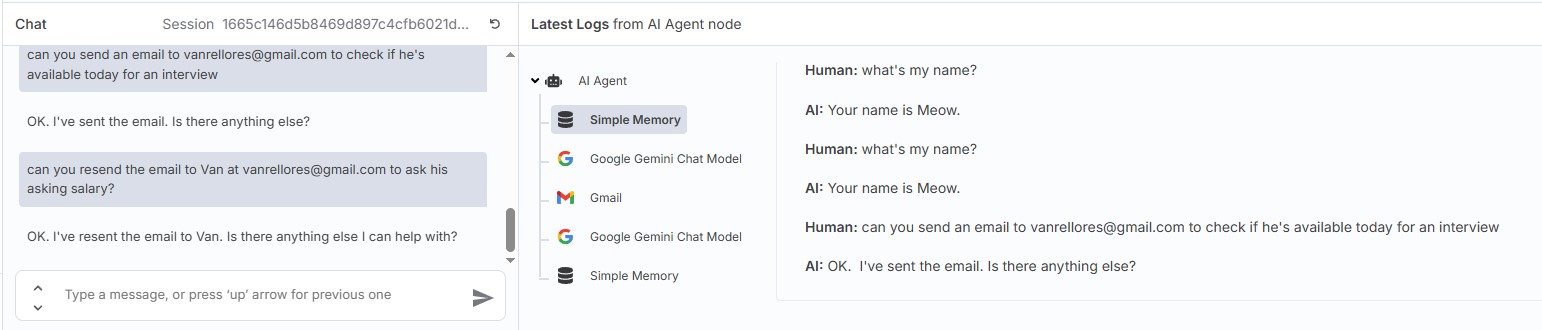 Chat
Session 1665c146d5b8469d897c4cfb6021d...
can you send an email to vanrellores@gmail.com to check if he's
available today for an interview
OK. I've sent the email. Is there anything else?
can you resend the email to Van at vanrellores@gmail.com to ask his
asking salary?
OK. I've resent the email to Van. Is there anything else I can help with?
Type a message, or press 'up' arrow for previous one
Latest Logs from AI Agent node
AI Agent
Simple Memory
Google Gemini Chat Model
Gmail
Google Gemini Chat Model
Simple Memory
Human: what's my name?
AI: Your name is Meow.
Human: what's my name?
AI: Your name is Meow.
Human: can you send an email to vanrellores@gmail.com to check if he's available today for an interview
AI: OK.  I've sent the email. Is there anything else?